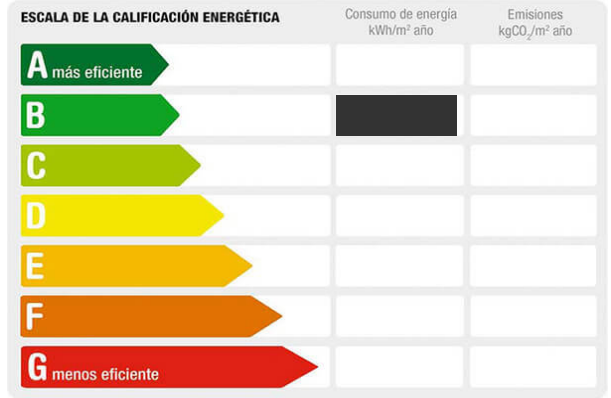 ESCALA DE LA CALIFICACIÓN ENERGÉTICA
Consumo de energía
kWh/m² año
Emisiones
kgCO₂/m² año
A más eficiente
B
C
D
E
F
G menos eficiente